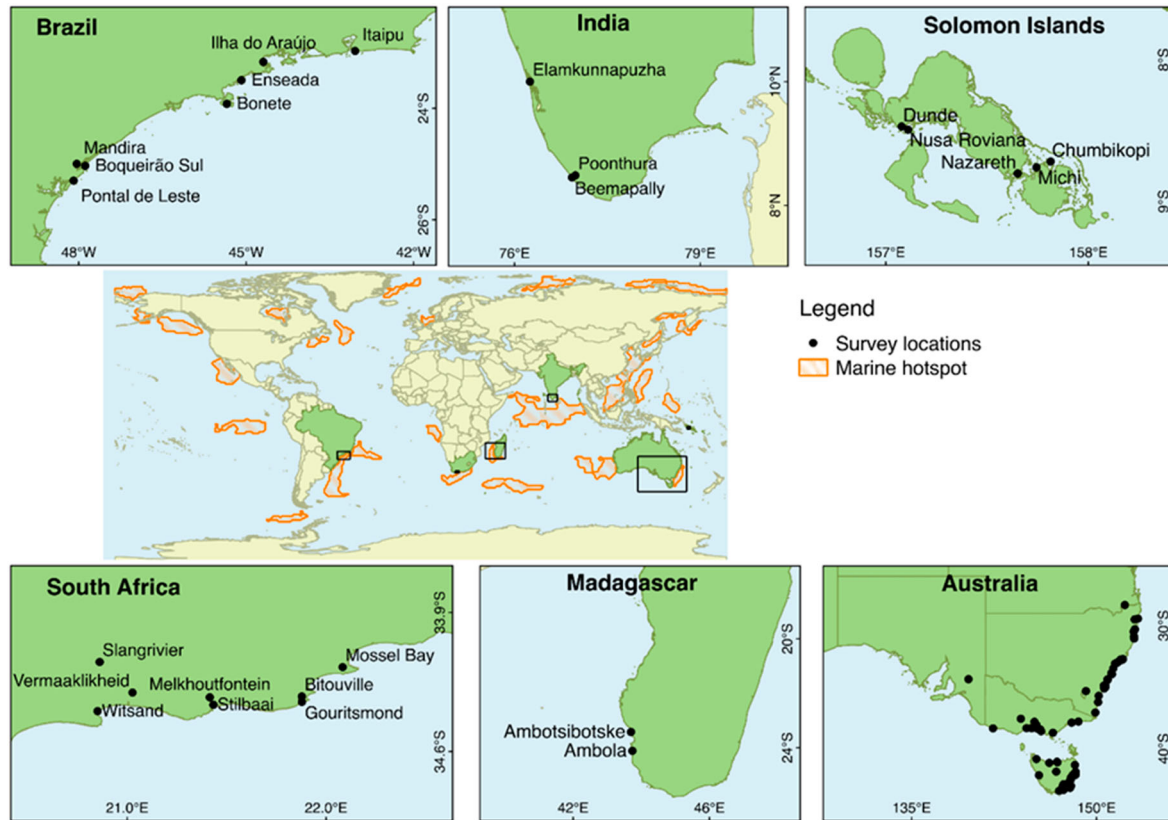 Brazil
Ilha do Araújo
Itaipu
Enseada
Bonete
Mandira
Boqueirão Sul
Pontal de Leste
24°S
26°S
48°W
45°W
42°W
India
Elamkunnapuzha
Poonthura
Beemapally
10°N
8°N
76°E
79°E
Solomon Islands
Dunde
Nusa Roviana
Nazareth
Chumbikopi
Michi
8°S
9°S
157°E
158°E
Legend
Survey locations
Marine hotspot
South Africa
Slangrivier
Vermaaklikheid
Witsand
Melkhoutfontein
Stilbaai
Mossel Bay
Bitouville
Gouritsmond
33.9°S
34.6°S
21.0°E
22.0°E
Madagascar
Ambotsibotske
Ambola
20°S
24°S
42°E
46°E
Australia
30°S
40°S
135°E
150°E